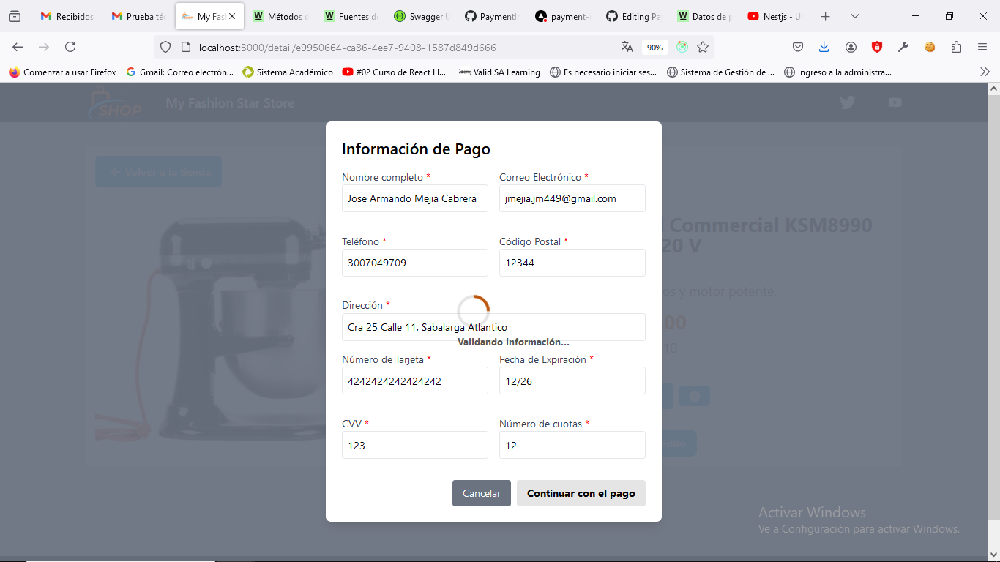 Recibidos
Prueba téc
My Fash
Métodos d
Fuentes de
Swagger U
PaymentIn
payment-
Editing Pa
Datos de p
Nestjs - Un
localhost:3000/detail/e9950664-ca86-4ee7-9408-1587d849d666
90%
Comenzar a usar Firefox
Gmail: Correo electrón...
Sistema Académico
#02 Curso de React H...
Valid SA Learning
Es necesario iniciar ses...
Sistema de Gestión de ...
Ingreso a la administra...
SHOP
My Fashion Star Store
Volver a la tienda
Commercial KSM8990
20 V
os y motor potente.
.00
10
Información de Pago
Nombre completo *
Correo Electrónico *
Jose Armando Mejia Cabrera
jmejia.jm449@gmail.com
Teléfono *
Código Postal *
3007049709
12344
Dirección *
Cra 25 Calle 11, Sabalarga Atlantico
Validando información...
Número de Tarjeta *
Fecha de Expiración *
4242424242424242
12/26
CVV *
Número de cuotas *
123
12
Cancelar
Continuar con el pago
Activar Windows
Ve a Configuración para activar Windows.